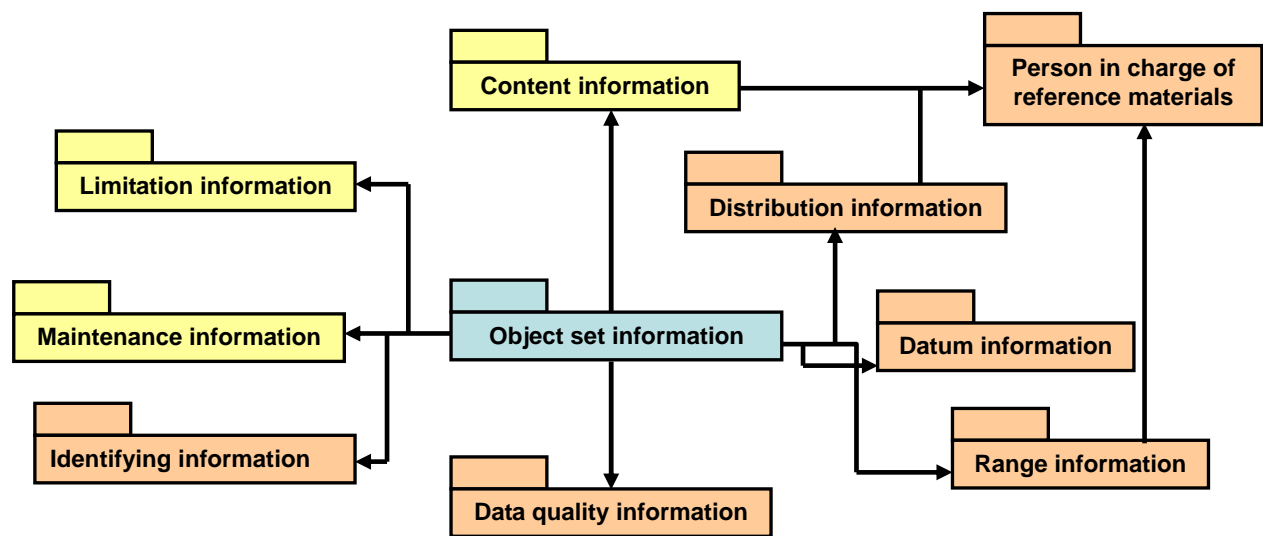 Content information
Person in charge of
reference materials
Limitation information
Distribution information
Maintenance information
Object set information
Datum information
Identifying information
Range information
Data quality information